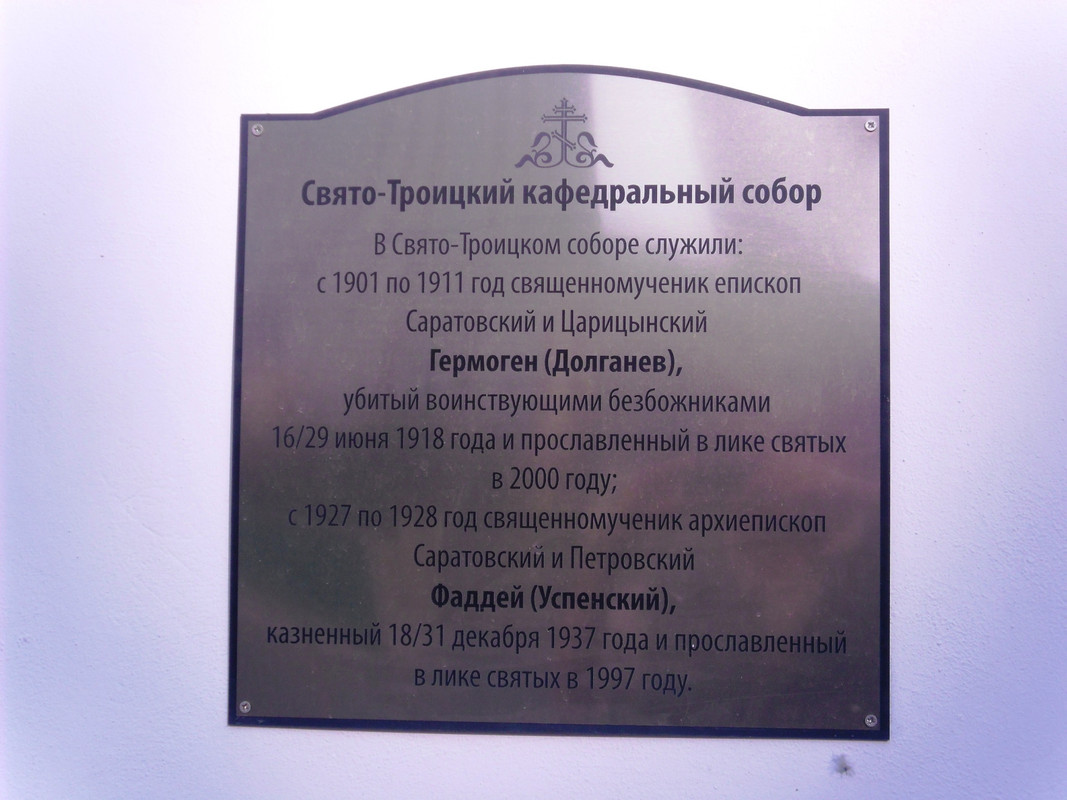 Свято-Троицкий кафедральный собор
В Свято-Троицком соборе служили:
с 1901 по 1911 год священномученик епископ
Саратовский и Царицынский
Гермоген (Долганев),
убитый воинствующими безбожниками
16/29 июня 1918 года и прославленный в лике святых
в 2000 году;
с 1927 по 1928 год священномученик архиепископ
Саратовский и Петровский
Фаддей (Успенский),
казненный 18/31 декабря 1937 года и прославленный
в лике святых в 1997 году.